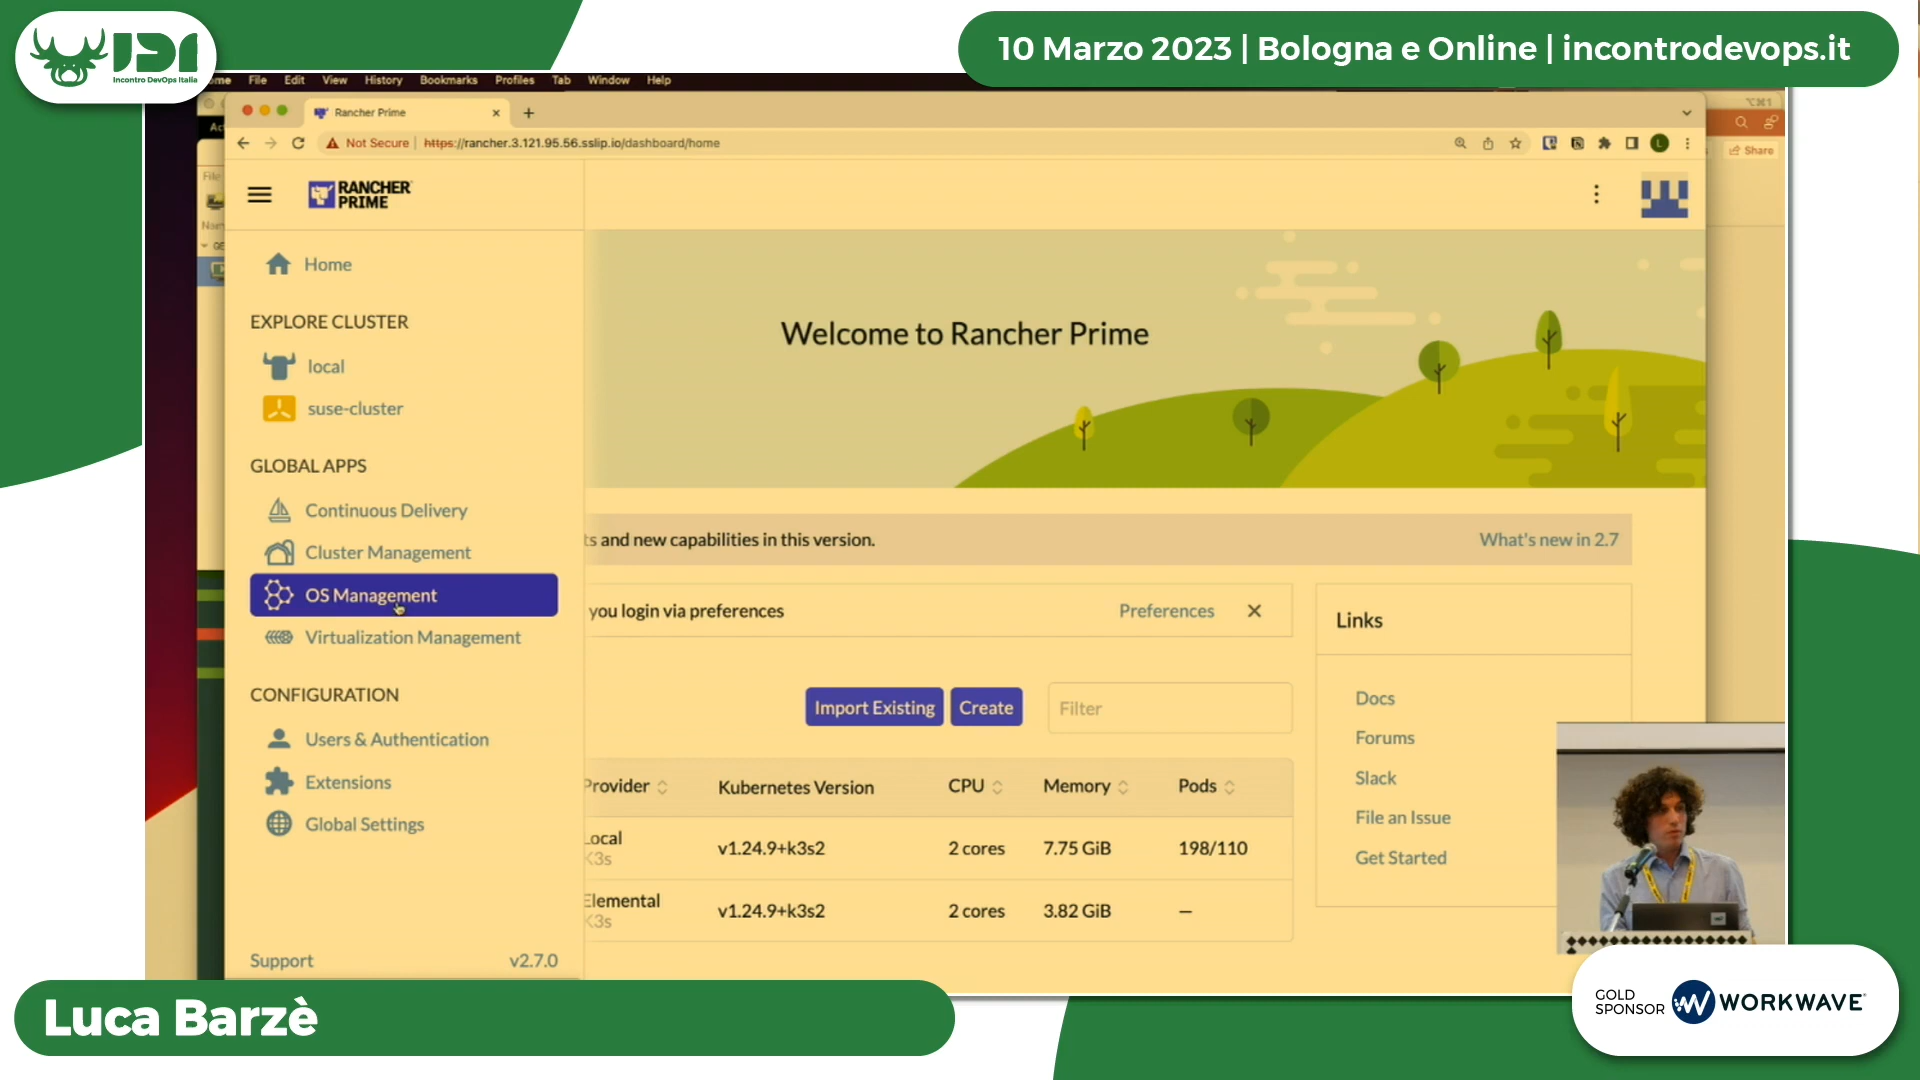 IDI
Incontro DevOps Italia
10 Marzo 2023 | Bologna e Online | incontrodevops.it
File Edit View History Bookmarks Profiles Tab Window Help
Rancher Prime
Not Secure | https://rancher.3.121.95.56.sslip.io/dashboard/home
Share
File
RANCHER
PRIME
Home
EXPLORE CLUSTER
local
suse-cluster
GLOBAL APPS
Continuous Delivery
Cluster Management
OS Management
Virtualization Management
CONFIGURATION
Users & Authentication
Extensions
Global Settings
Support v2.7.0
Welcome to Rancher Prime
ts and new capabilities in this version. What's new in 2.7
you login via preferences Preferences
Import Existing Create Filter
Provider Kubernetes Version CPU Memory Pods
Local
K3s
v1.24.9+k3s2 2 cores 7.75 GiB 198/110
Elemental
K3s
v1.24.9+k3s2 2 cores 3.82 GiB —
Links
Docs
Forums
Slack
File an Issue
Get Started
Luca Barzè
GOLD
SPONSOR
WORKWAVE